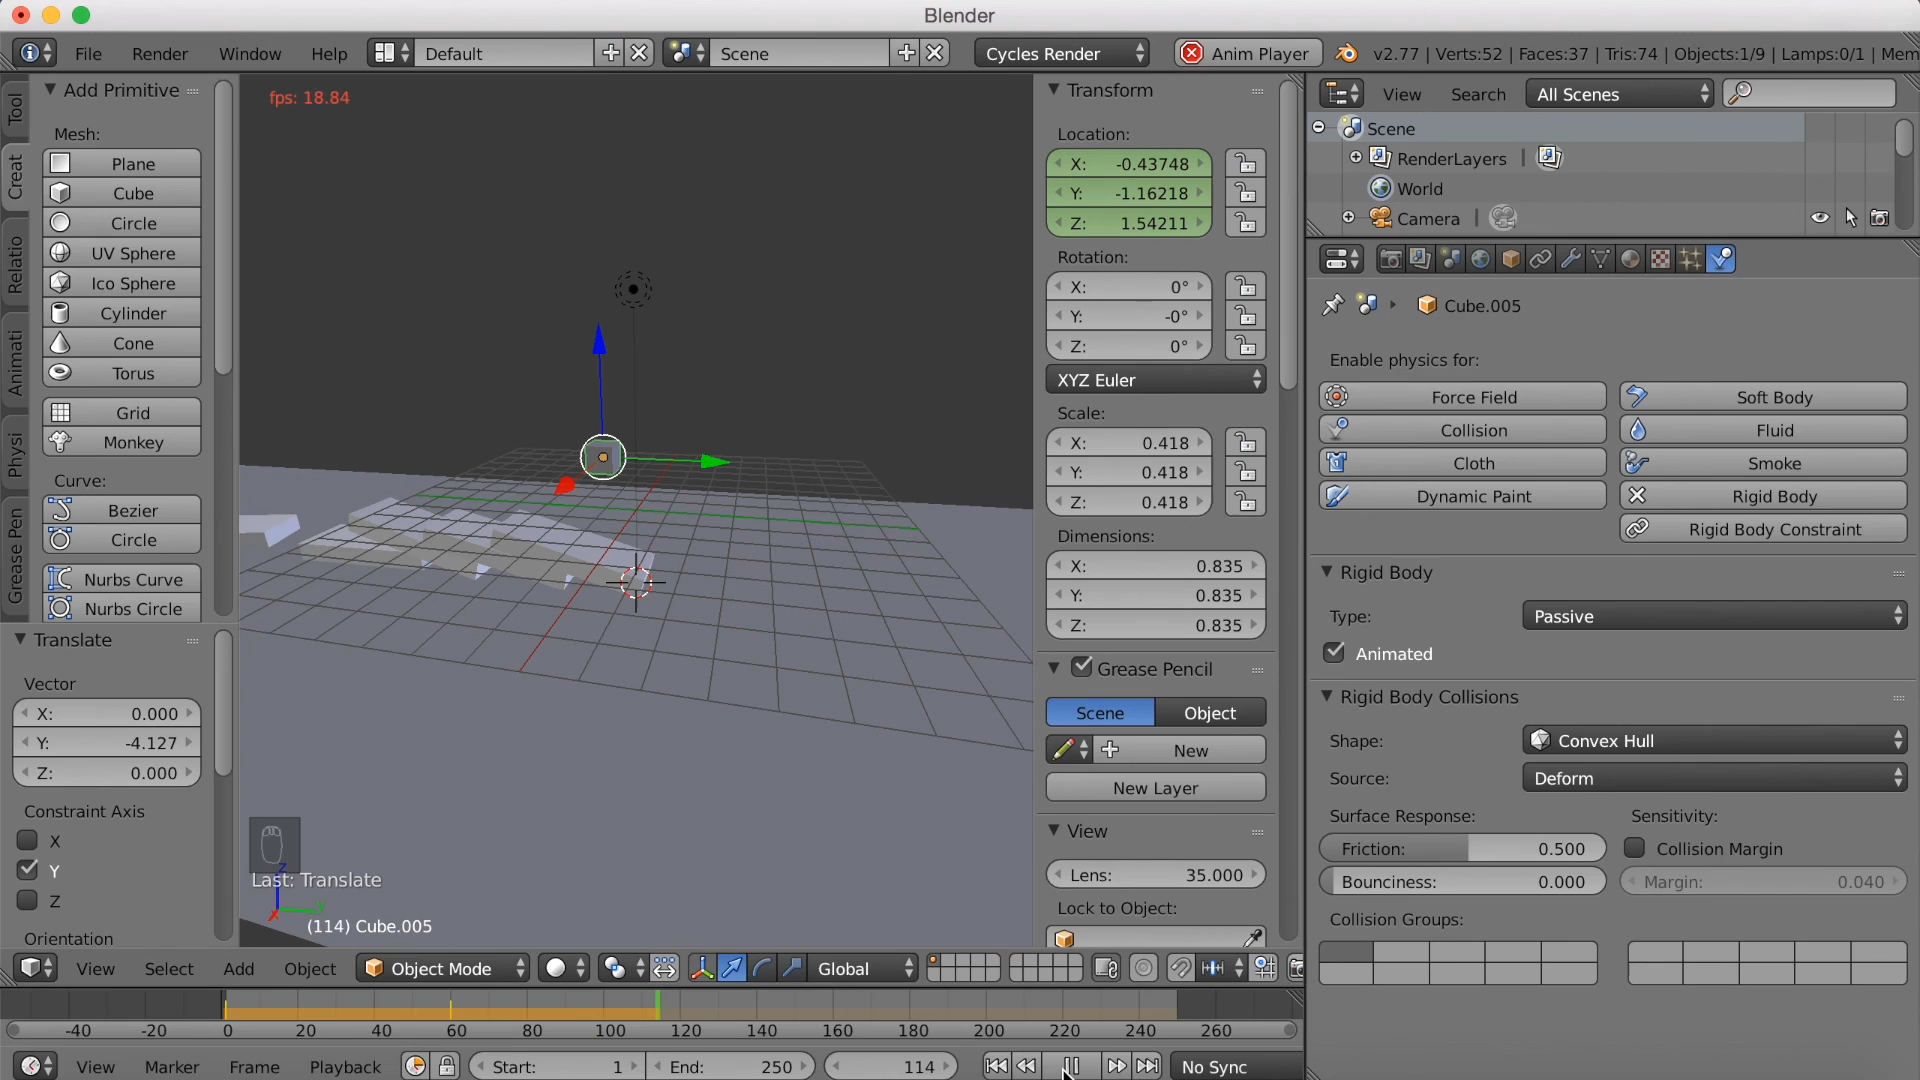 Blender
File Render Window Help Default Scene Cycles Render Anim Player v2.77 | Verts:52 | Faces:37 | Tris:74 | Objects:1/9 | Lamps:0/1 | Mem
Tool
Creat
Relatio
Animati
Physi
Grease Pen
Add Primitive
Mesh:
Plane
Cube
Circle
UV Sphere
Ico Sphere
Cylinder
Cone
Torus
Grid
Monkey
Curve:
Bezier
Circle
Nurbs Curve
Nurbs Circle
Translate
Vector
X: 0.000
Y: -4.127
Z: 0.000
Constraint Axis
X
Y
Z
Orientation
fps: 18.84
Last: Translate
z
y
x
(114) Cube.005
Transform
Location:
X: -0.43748
Y: -1.16218
Z: 1.54211
Rotation:
X: 0°
Y: -0°
Z: 0°
XYZ Euler
Scale:
X: 0.418
Y: 0.418
Z: 0.418
Dimensions:
X: 0.835
Y: 0.835
Z: 0.835
Grease Pencil
Scene Object
New
New Layer
View
Lens: 35.000
Lock to Object:
View Search All Scenes
Scene
RenderLayers |
World
Camera |
Cube.005
Enable physics for:
Force Field Soft Body
Collision Fluid
Cloth Smoke
Dynamic Paint Rigid Body
Rigid Body Constraint
Rigid Body
Type: Passive
Animated
Rigid Body Collisions
Shape: Convex Hull
Source: Deform
Surface Response: Sensitivity:
Friction: 0.500 Collision Margin
Bounciness: 0.000 Margin: 0.040
Collision Groups:
View Select Add Object Object Mode Global
-40 -20 0 20 40 60 80 100 120 140 160 180 200 220 240 260
View Marker Frame Playback Start: 1 End: 250 114 No Sync